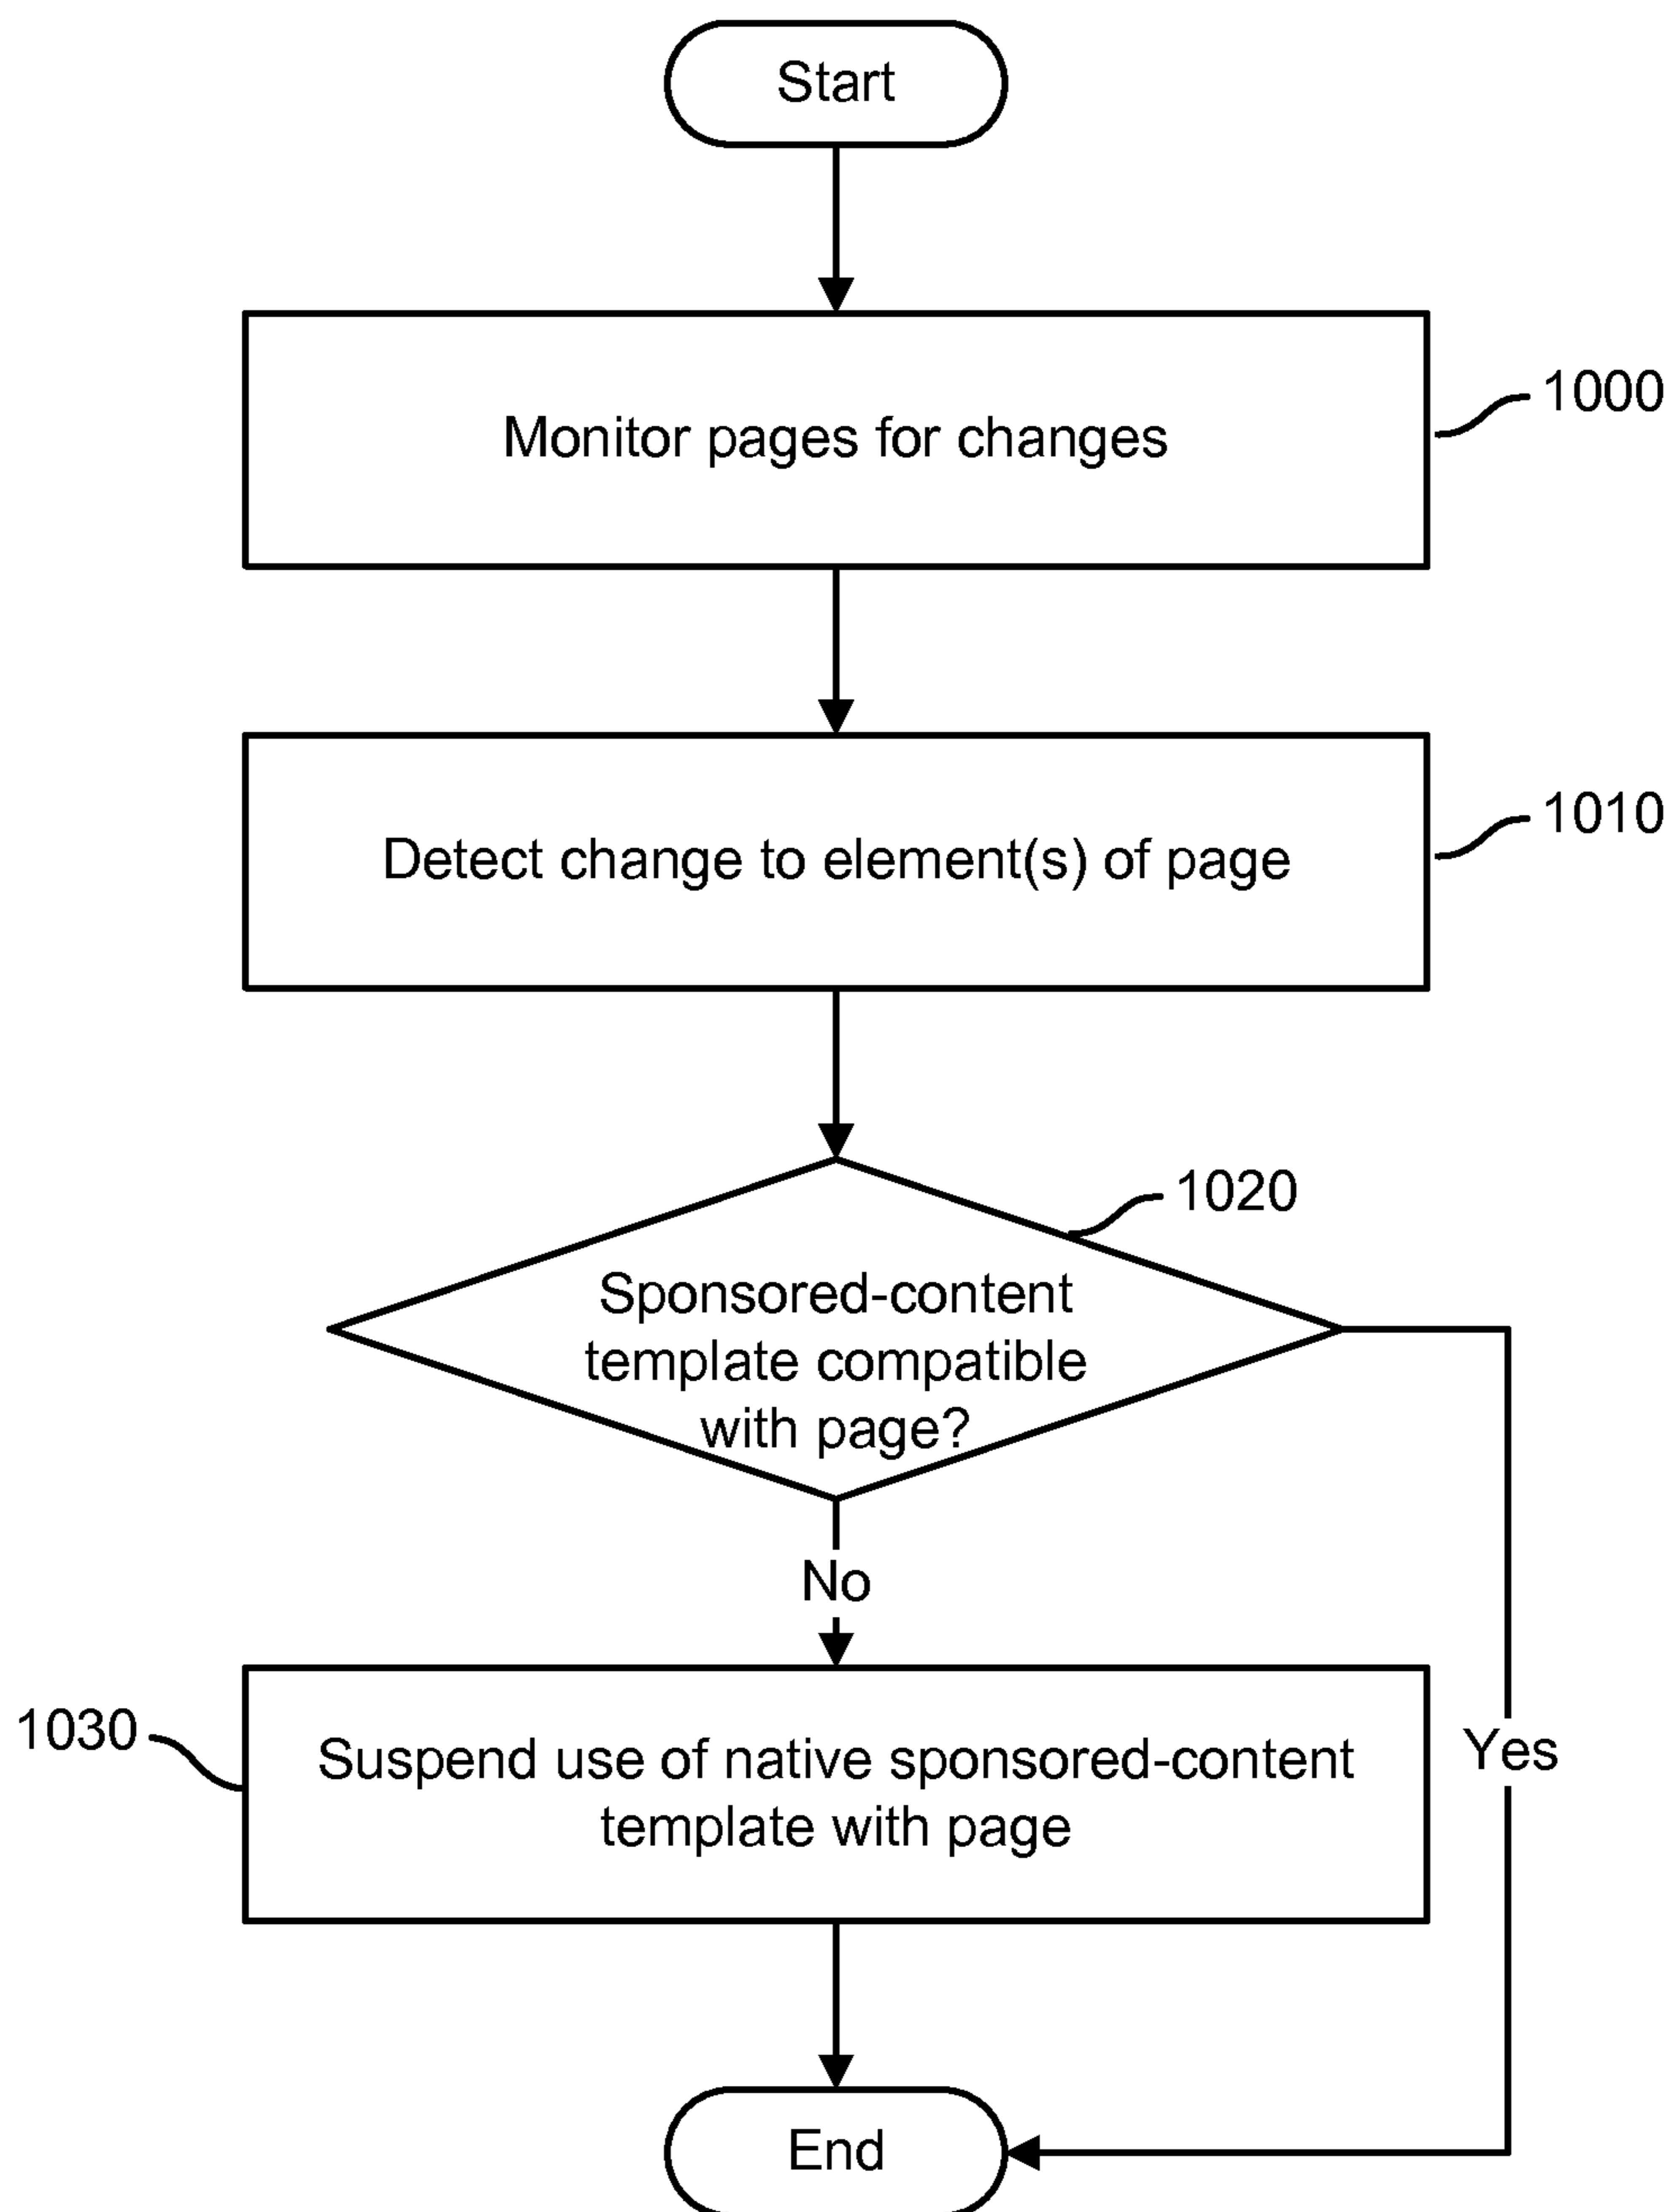 Start
Monitor pages for changes
1000
Detect change to element(s) of page
1010
1020
Sponsored-content
template compatible
with page?
No
1030
Suspend use of native sponsored-content
template with page
Yes
End